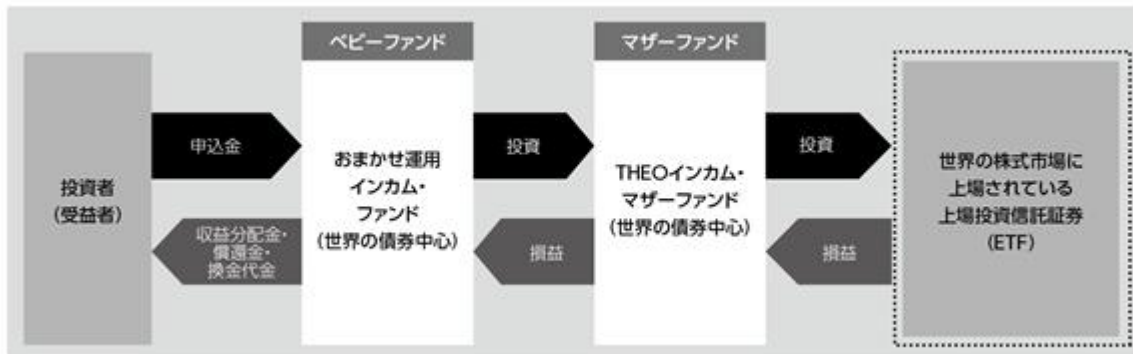 ベビーファンド
マザーファンド
投資者
(受益者)
申込金
収益分配金・
償還金・
換金代金
おまかせ運用
インカム・
ファンド
(世界の債券中心)
投資
損益
THEOインカム・
マザーファンド
(世界の債券中心)
投資
損益
世界の株式市場に
上場されている
上場投資信託証券
(ETF)